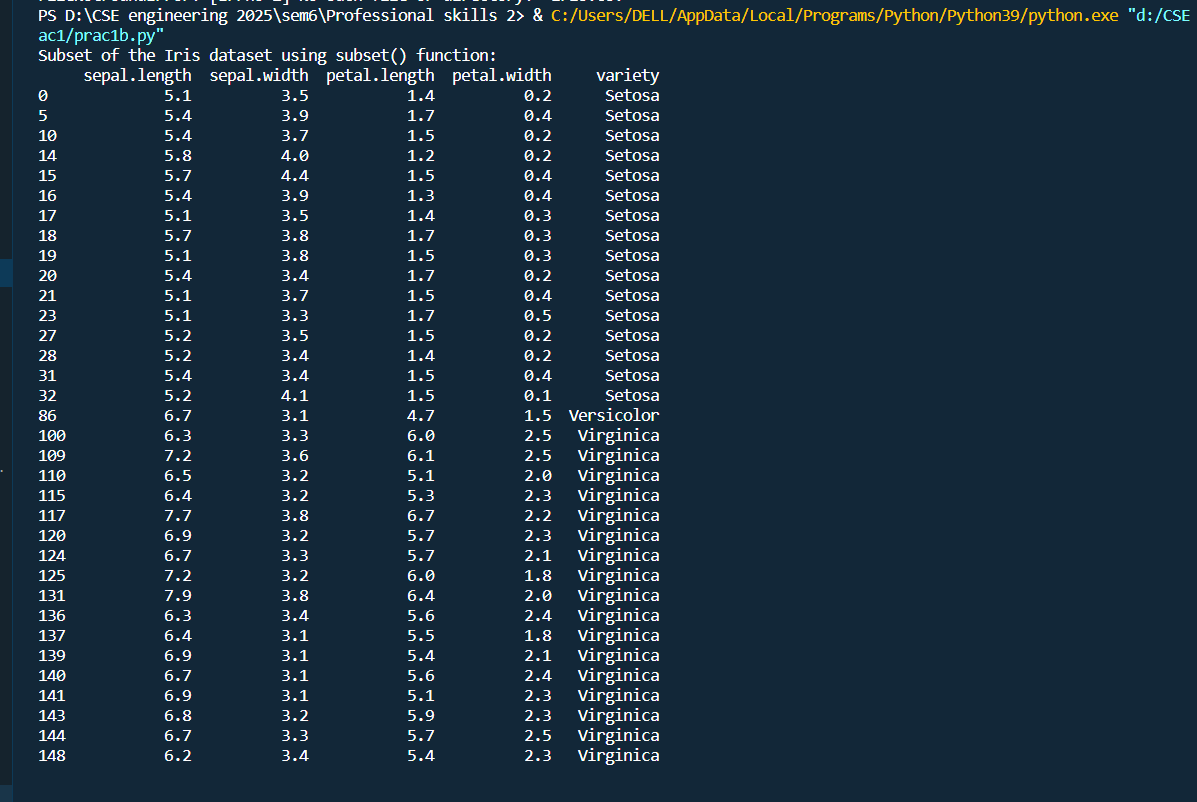 PS D:\CSE engineering 2025\sem6\Professional skills 2> & C:/Users/DELL/AppData/Local/Programs/Python/Python39/python.exe "d:/CSE
ac1/prac1b.py"
Subset of the Iris dataset using subset() function:
sepal.length sepal.width petal.length petal.width variety
0 5.1 3.5 1.4 0.2 Setosa
5 5.4 3.9 1.7 0.4 Setosa
10 5.4 3.7 1.5 0.2 Setosa
14 5.8 4.0 1.2 0.2 Setosa
15 5.7 4.4 1.5 0.4 Setosa
16 5.4 3.9 1.3 0.4 Setosa
17 5.1 3.5 1.4 0.3 Setosa
18 5.7 3.8 1.7 0.3 Setosa
19 5.1 3.8 1.5 0.3 Setosa
20 5.4 3.4 1.7 0.2 Setosa
21 5.1 3.7 1.5 0.4 Setosa
23 5.1 3.3 1.7 0.5 Setosa
27 5.2 3.5 1.5 0.2 Setosa
28 5.2 3.4 1.4 0.2 Setosa
31 5.4 3.4 1.5 0.4 Setosa
32 5.2 4.1 1.5 0.1 Setosa
86 6.7 3.1 4.7 1.5 Versicolor
100 6.3 3.3 6.0 2.5 Virginica
109 7.2 3.6 6.1 2.5 Virginica
110 6.5 3.2 5.1 2.0 Virginica
115 6.4 3.2 5.3 2.3 Virginica
117 7.7 3.8 6.7 2.2 Virginica
120 6.9 3.2 5.7 2.3 Virginica
124 6.7 3.3 5.7 2.1 Virginica
125 7.2 3.2 6.0 1.8 Virginica
131 7.9 3.8 6.4 2.0 Virginica
136 6.3 3.4 5.6 2.4 Virginica
137 6.4 3.1 5.5 1.8 Virginica
139 6.9 3.1 5.4 2.1 Virginica
140 6.7 3.1 5.6 2.4 Virginica
141 6.9 3.1 5.1 2.3 Virginica
143 6.8 3.2 5.9 2.3 Virginica
144 6.7 3.3 5.7 2.5 Virginica
148 6.2 3.4 5.4 2.3 Virginica